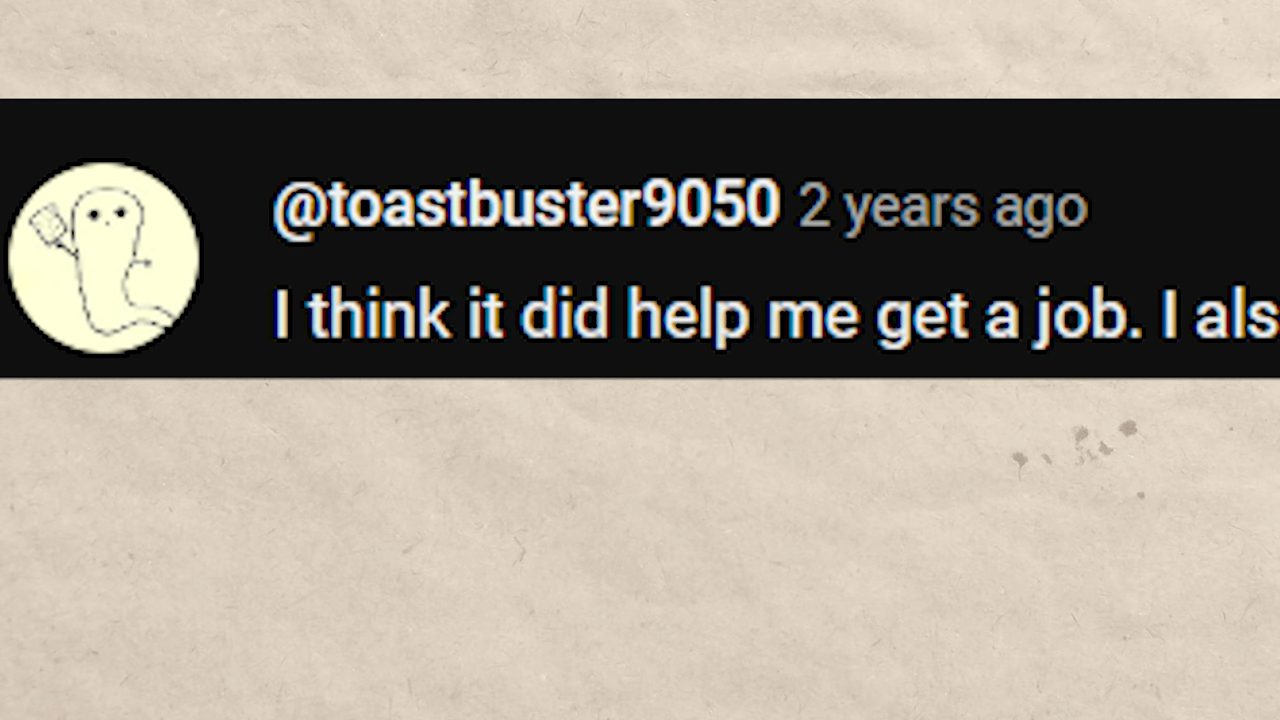 @toastbuster9050 2 years ago
I think it did help me get a job. I als